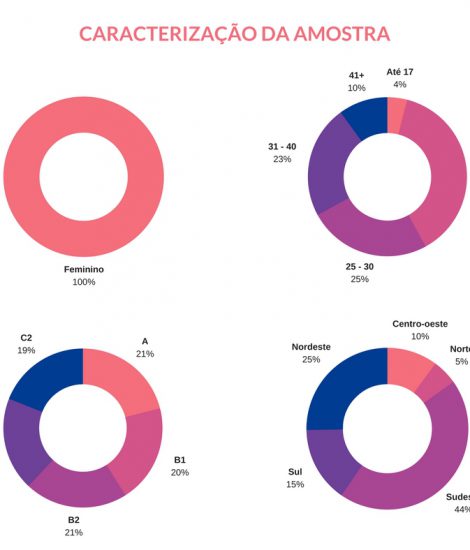 CARACTERIZAÇÃO DA AMOSTRA
Feminino
100%
41+
10%
Até 17
4%
31 - 40
23%
25 - 30
25%
C2
19%
A
21%
B1
20%
B2
21%
Nordeste
25%
Centro-oeste
10%
Norte
5%
Sul
15%
Sudes
44%